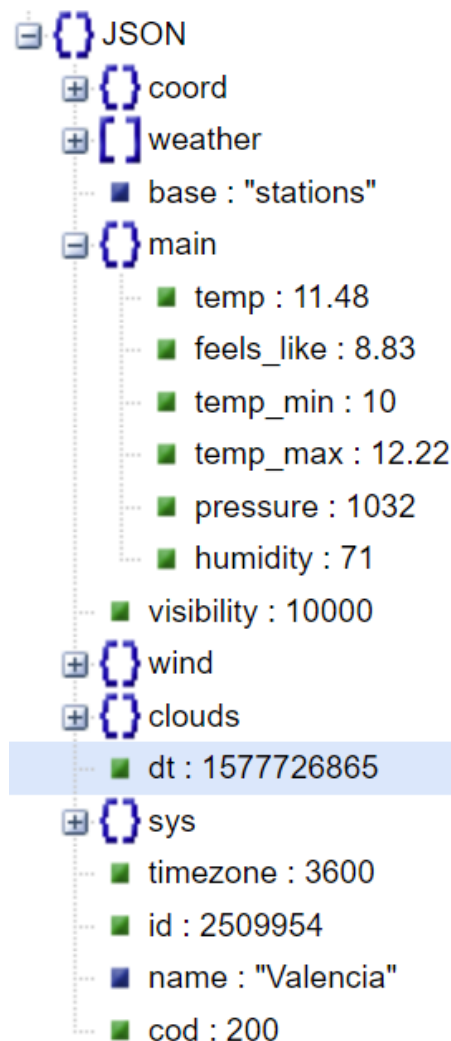 JSON
coord
weather
base : "stations"
main
temp : 11.48
feels_like : 8.83
temp_min : 10
temp_max : 12.22
pressure : 1032
humidity : 71
visibility : 10000
wind
clouds
dt : 1577726865
sys
timezone : 3600
id : 2509954
name : "Valencia"
cod : 200